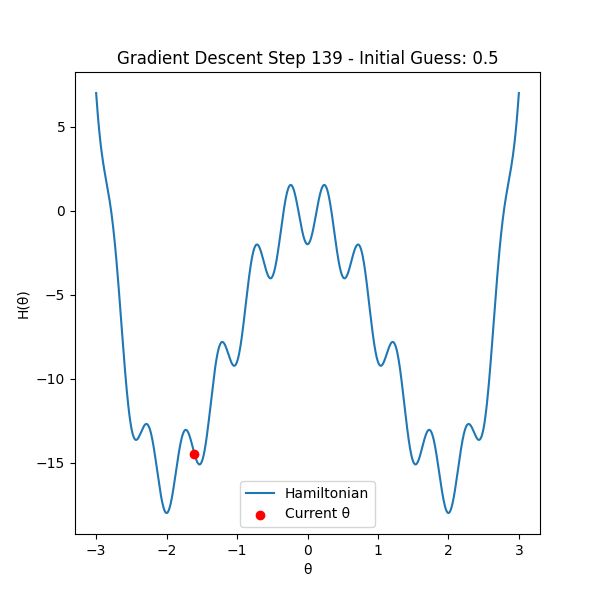 Gradient Descent Step 139 - Initial Guess: 0.5
H(θ)
5
0
−5
−10
−15
Hamiltonian
Current θ
−3 −2 −1 0 1 2 3
θ